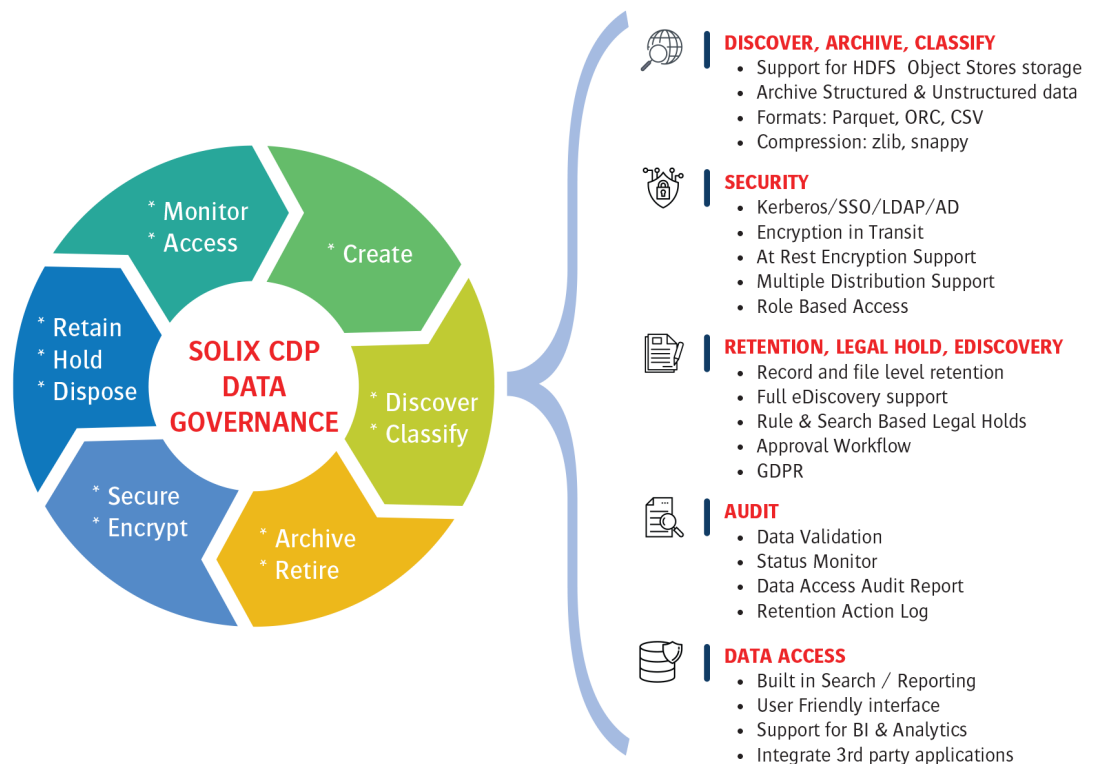 * Monitor
* Access
* Create
* Discover
* Classify
* Archive
* Retire
* Secure
* Encrypt
* Retain
* Hold
* Dispose
SOLIX CDP
DATA
GOVERNANCE
DISCOVER, ARCHIVE, CLASSIFY
• Support for HDFS Object Stores storage
• Archive Structured & Unstructured data
• Formats: Parquet, ORC, CSV
• Compression: zlib, snappy
SECURITY
• Kerberos/SSO/LDAP/AD
• Encryption in Transit
• At Rest Encryption Support
• Multiple Distribution Support
• Role Based Access
RETENTION, LEGAL HOLD, EDISCOVERY
• Record and file level retention
• Full eDiscovery support
• Rule & Search Based Legal Holds
• Approval Workflow
• GDPR
AUDIT
• Data Validation
• Status Monitor
• Data Access Audit Report
• Retention Action Log
DATA ACCESS
• Built in Search / Reporting
• User Friendly interface
• Support for BI & Analytics
• Integrate 3rd party applications